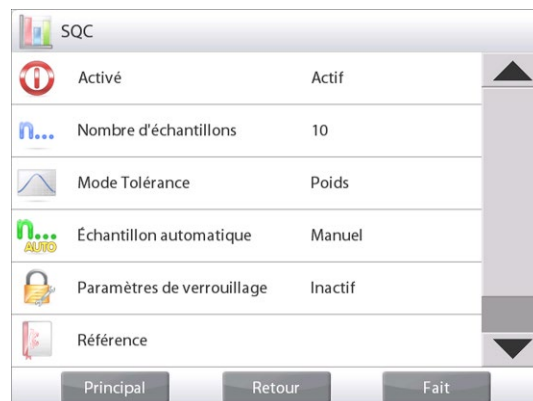 SQC
Activé Actif
n... Nombre d'échantillons 10
Mode Tolérance Poids
n... AUTO Échantillon automatique Manuel
Paramètres de verrouillage Inactif
Référence
Principal Retour Fait